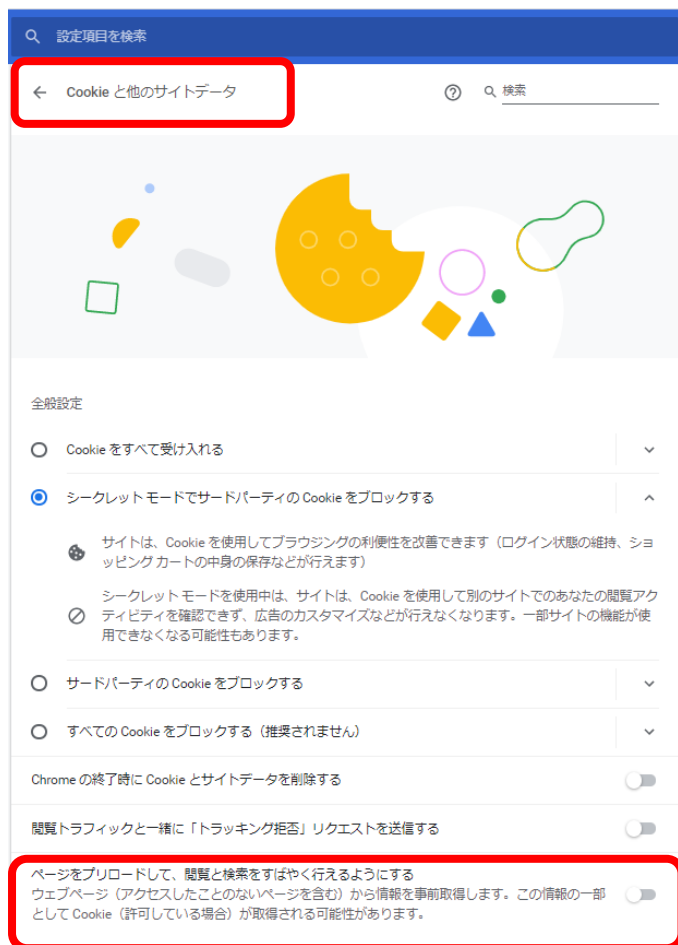 設定項目を検索
Cookie と他のサイトデータ
検索
全般設定
Cookie をすべて受け入れる
シークレット モードでサードパーティの Cookie をブロックする
サイトは、Cookie を使用してブラウジングの利便性を改善できます（ログイン状態の維持、ショ
ッピング カートの中身の保存などが行えます）
シークレット モードを使用中は、サイトは、Cookie を使用して別のサイトでのあなたの閲覧アク
ティビティを確認できず、広告のカスタマイズなどが行えなくなります。一部サイトの機能が使
用できなくなる可能性もあります。
サードパーティの Cookie をブロックする
すべての Cookie をブロックする（推奨されません）
Chrome の終了時に Cookie とサイトデータを削除する
閲覧トラフィックと一緒に「トラッキング拒否」リクエストを送信する
ページをプリロードして、閲覧と検索をすばやく行えるようにする
ウェブページ（アクセスしたことのないページを含む）から情報を事前取得します。この情報の一部
として Cookie（許可している場合）が取得される可能性があります。